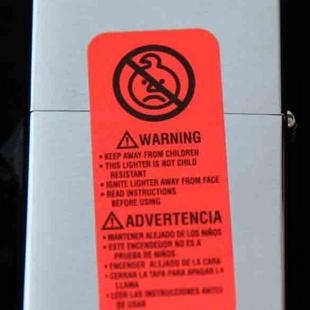 WARNING
• KEEP AWAY FROM CHILDREN
• THIS LIGHTER IS NOT CHILD
RESISTANT
• IGNITE LIGHTER AWAY FROM FACE
• READ INSTRUCTIONS
BEFORE USING
ADVERTENCIA
• MANTENER ALEJADO DE LOS NIÑOS
• ESTE ENCENDEDOR NO ES A
PRUEBA DE NIÑOS
• ENCENDER ALEJADO DE LA CARA
• CERRAR LA TAPA PARA APAGAR LA
LLAMA
• LEER LAS INSTRUCCIONES ANTES
DE USAR